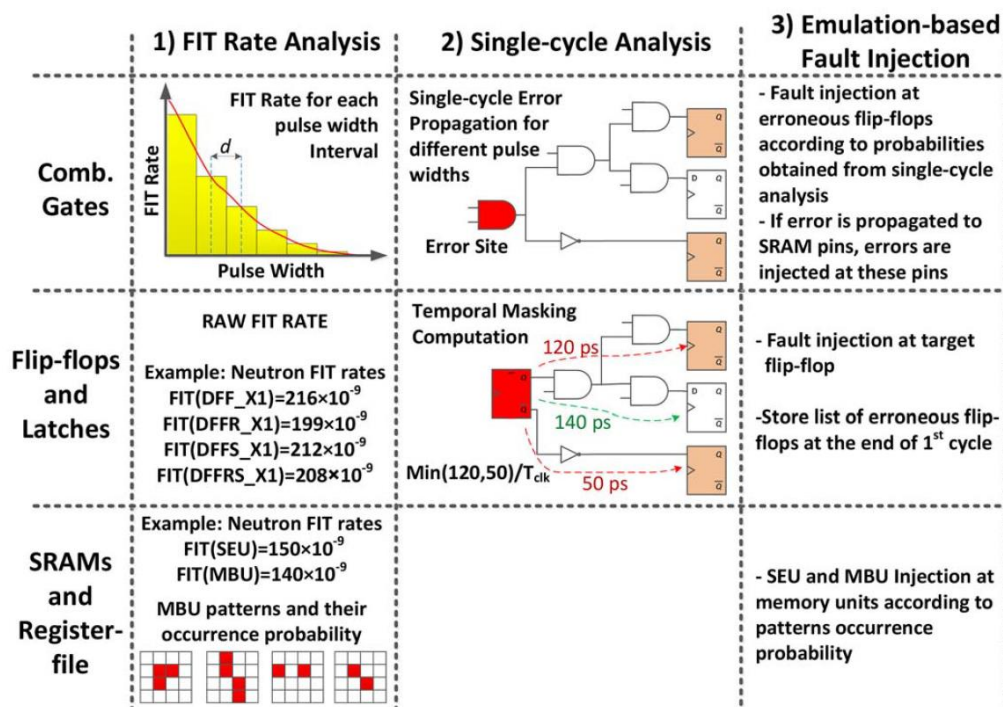 1) FIT Rate Analysis
2) Single-cycle Analysis
3) Emulation-based
Fault Injection
Comb.
Gates
FIT Rate for each
pulse width
Interval
d
FIT Rate
Pulse Width
Single-cycle Error
Propagation for
different pulse
widths
Error Site
Q
Q
D Q
Q
Q
Q
- Fault injection at
erroneous flip-flops
according to probabilities
obtained from single-cycle
analysis
- If error is propagated to
SRAM pins, errors are
injected at these pins
Flip-flops
and
Latches
RAW FIT RATE
Example: Neutron FIT rates
FIT(DFF_X1)=216×10⁻⁹
FIT(DFFR_X1)=199×10⁻⁹
FIT(DFFS_X1)=212×10⁻⁹
FIT(DFFRS_X1)=208×10⁻⁹
Temporal Masking
Computation
120 ps
140 ps
50 ps
Min(120,50)/Tclk
Q
Q
Q
D Q
Q
Q
Q
- Fault injection at target
flip-flop
-Store list of erroneous flip-
flops at the end of 1st cycle
SRAMs
and
Register-
file
Example: Neutron FIT rates
FIT(SEU)=150×10⁻⁹
FIT(MBU)=140×10⁻⁹
MBU patterns and their
occurrence probability
- SEU and MBU Injection at
memory units according to
patterns occurrence
probability